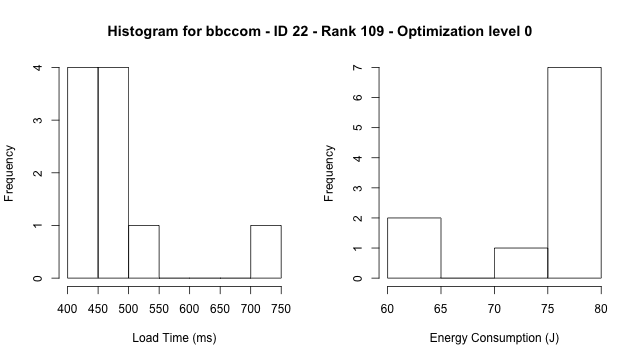 Histogram for bbccom - ID 22 - Rank 109 - Optimization level 0
Frequency
0 1 2 3 4
400 450 500 550 600 650 700 750
Load Time (ms)
Frequency
0 1 2 3 4 5 6 7
60 65 70 75 80
Energy Consumption (J)